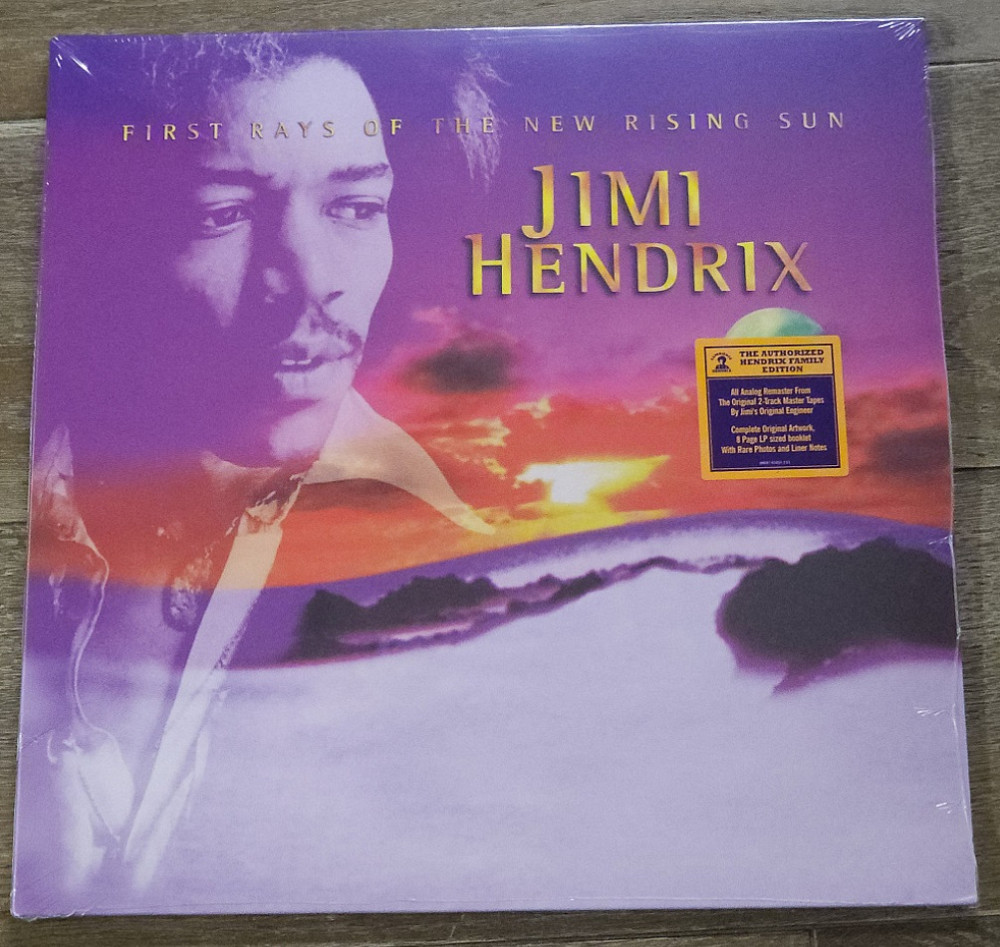 FIRST RAYS OF THE NEW RISING SUN
JIMI
HENDRIX
THE AUTHORIZED
HENDRIX FAMILY
EDITION
All Analog Remaster From
The Original 2-Track Master Tapes
By Jimi's Original Engineer
Complete Original Artwork,
8 Page LP sized booklet
With Rare Photos and Liner Notes